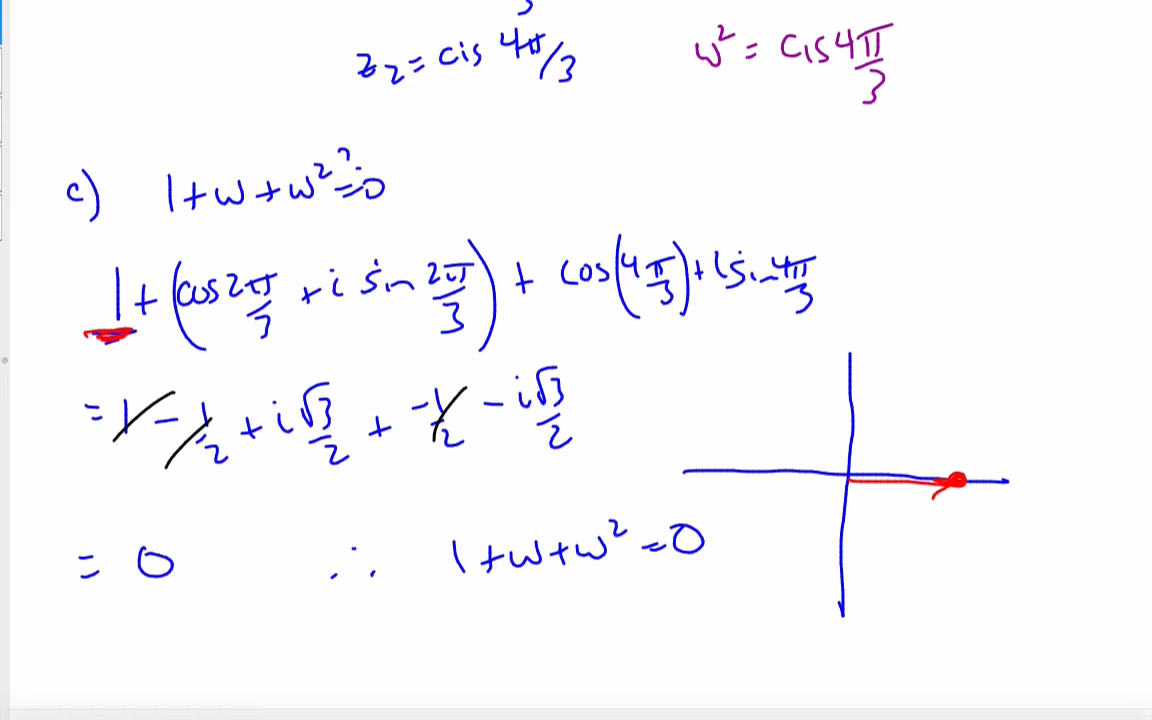 z₂ = cis 4π/3
w² = cis 4π/3
c) 1 + w + w² ?= 0
1 + (cos 2π/3 + i sin 2π/3) + cos(4π/3) + i sin 4π/3
= 1 - 1/2 + i√3/2 + -1/2 - i√3/2
= 0 ∴ 1 + w + w² = 0